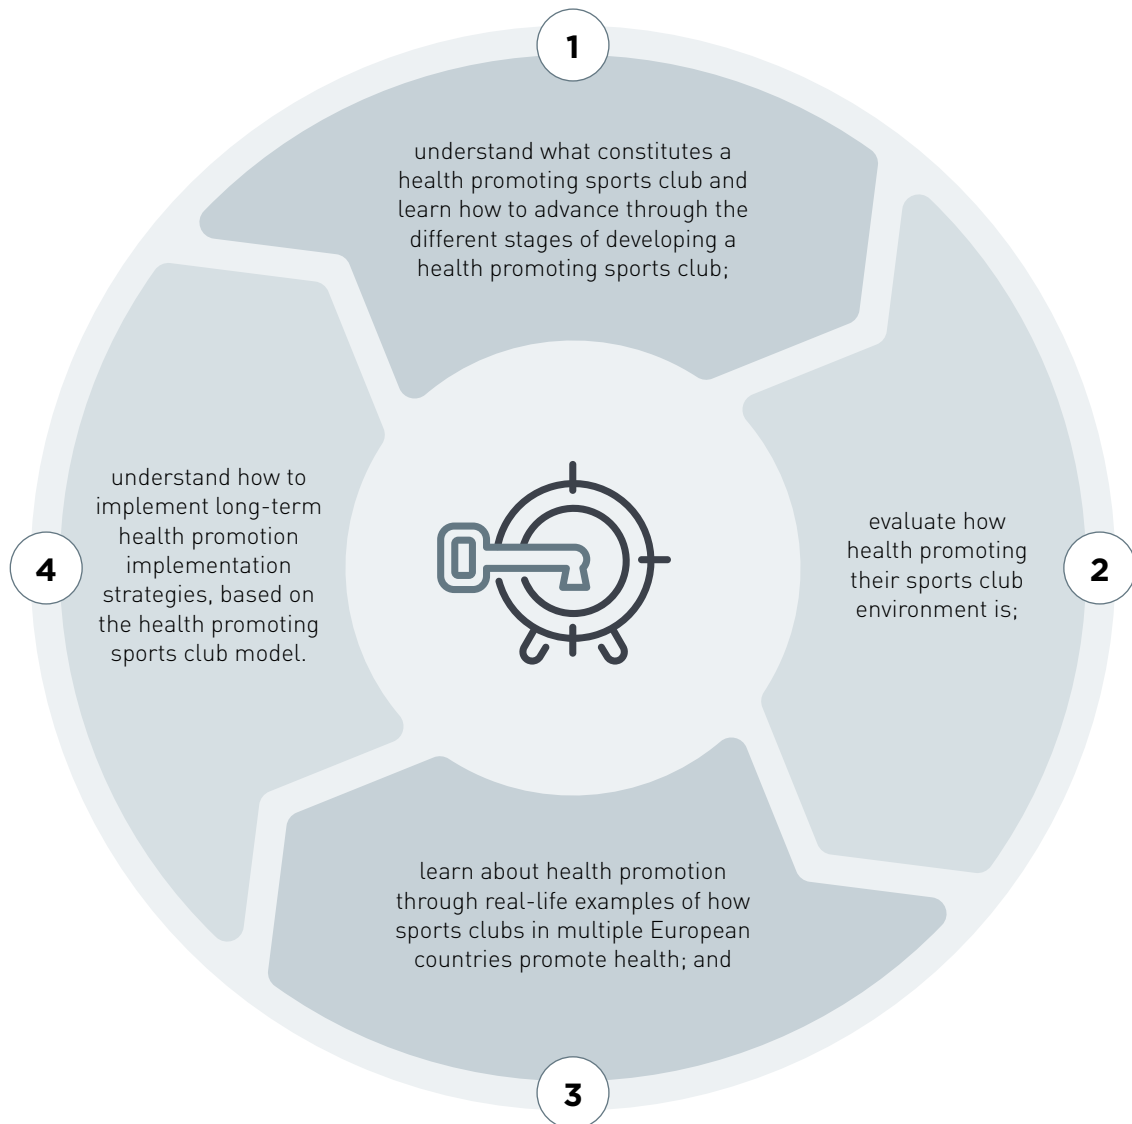 1
understand what constitutes a
health promoting sports club and
learn how to advance through the
different stages of developing a
health promoting sports club;
2
evaluate how
health promoting
their sports club
environment is;
3
learn about health promotion
through real-life examples of how
sports clubs in multiple European
countries promote health; and
4
understand how to
implement long-term
health promotion
implementation
strategies, based on
the health promoting
sports club model.